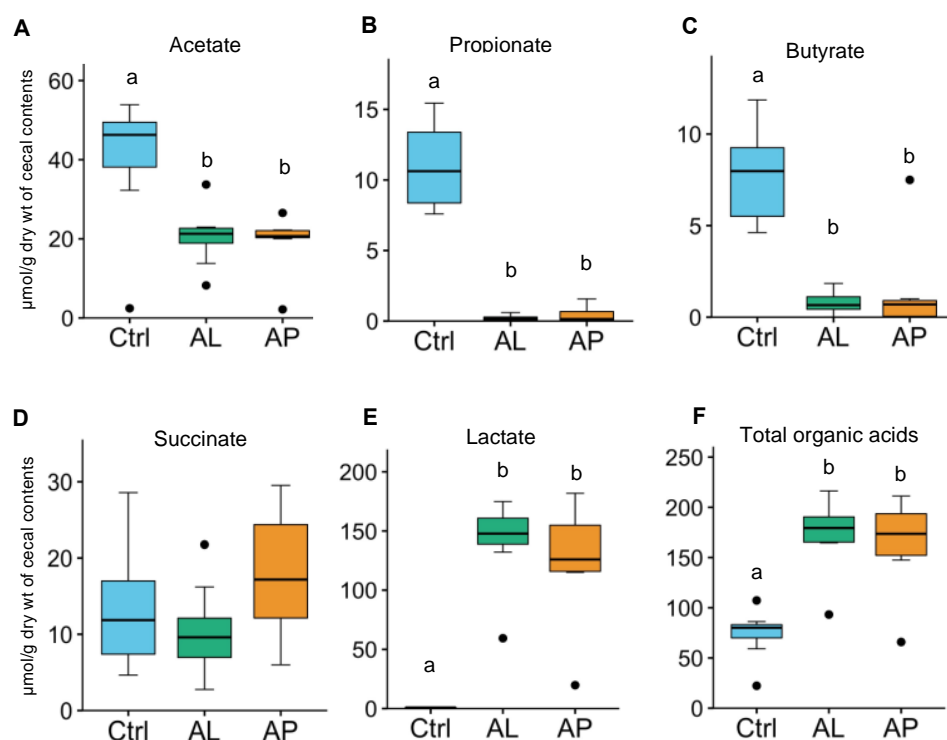 A
Acetate
a
b
b
60
40
20
0
µmol/g dry wt of cecal contents
Ctrl AL AP
B
Propionate
a
b
b
15
10
5
0
Ctrl AL AP
C
Butyrate
a
b
b
10
5
0
Ctrl AL AP
D
Succinate
30
20
10
0
µmol/g dry wt of cecal contents
Ctrl AL AP
E
Lactate
a
b
b
200
150
100
50
0
Ctrl AL AP
F
Total organic acids
a
b
b
250
200
150
100
50
0
Ctrl AL AP